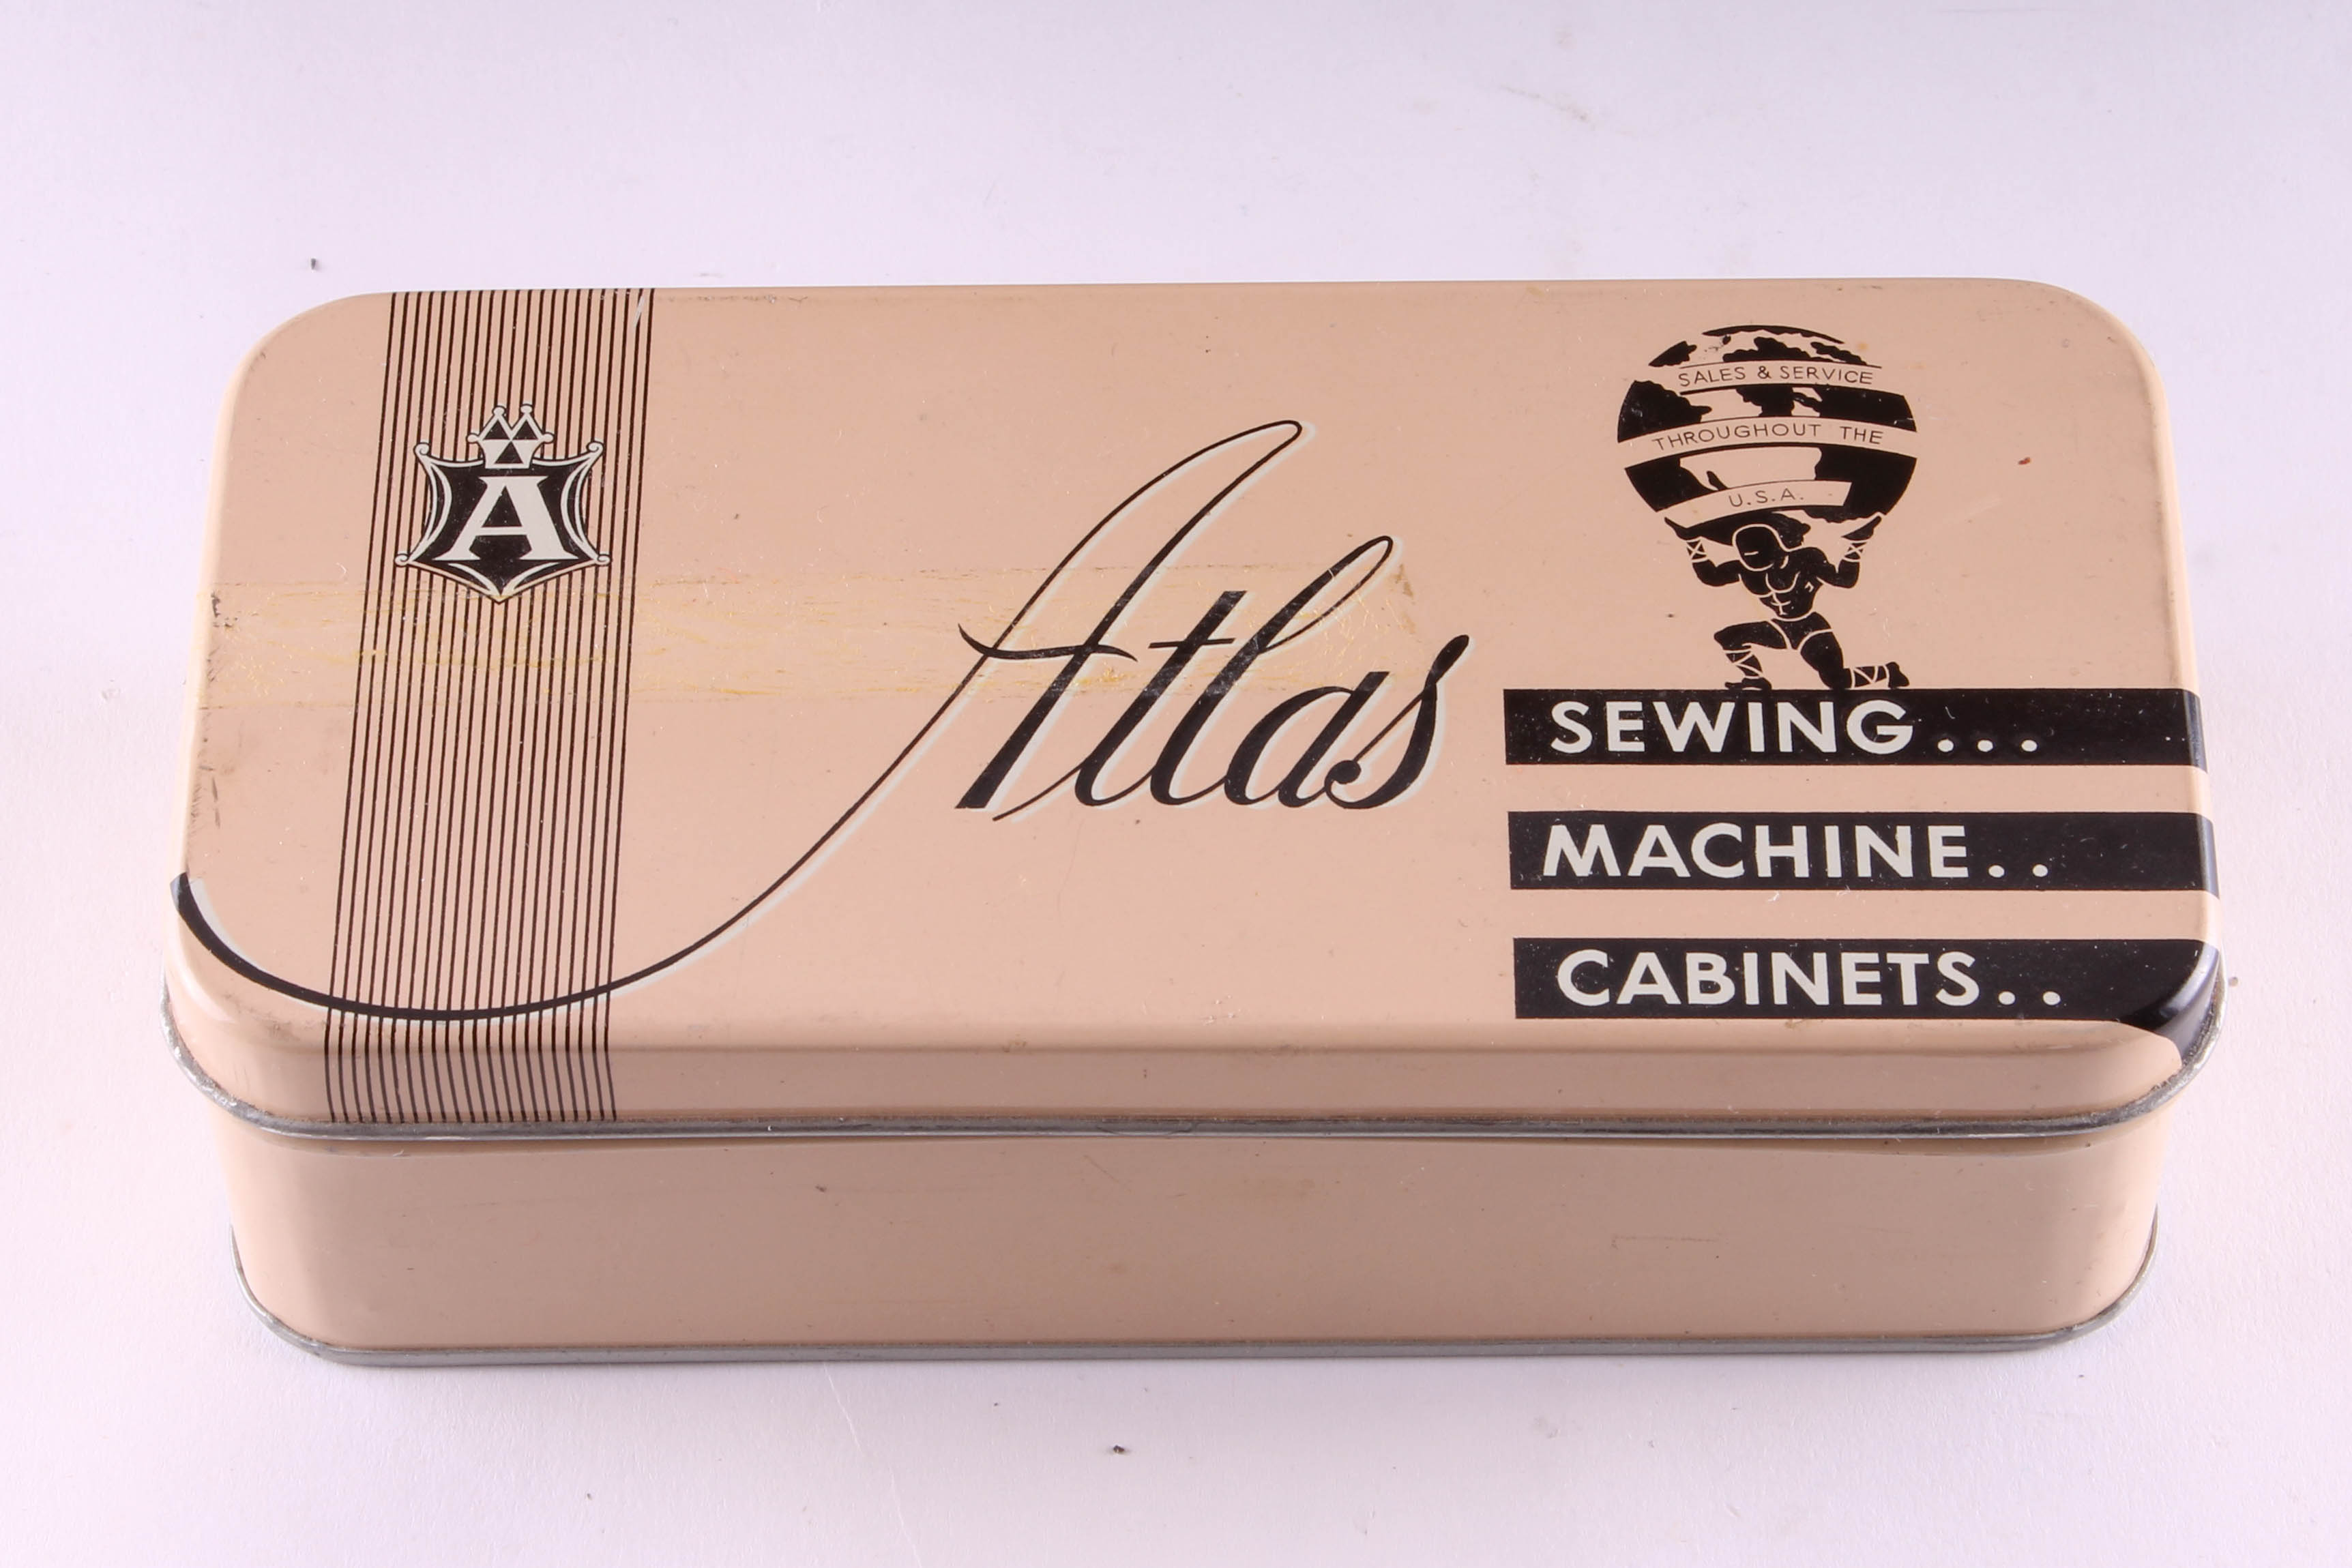 A
Atlas
SALES & SERVICE
THROUGHOUT THE
U.S.A.
SEWING...
MACHINE..
CABINETS..